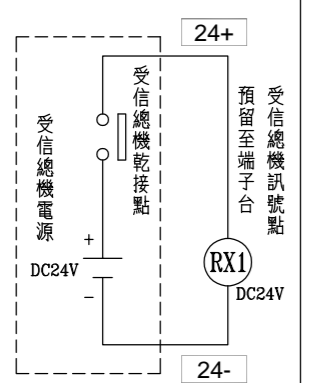 24+
受信總機電源
受信總機乾接點
預留至端子台
受信總機訊號點
+
DC24V
−
RX1
DC24V
24-